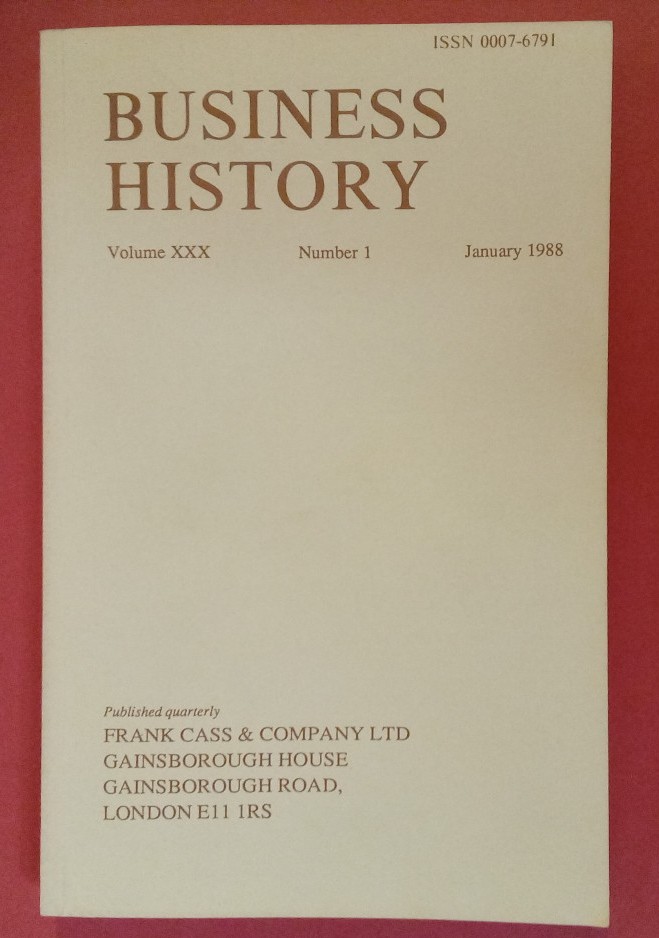 ISSN 0007-6791
BUSINESS
HISTORY
Volume XXX Number 1 January 1988
Published quarterly
FRANK CASS & COMPANY LTD
GAINSBOROUGH HOUSE
GAINSBOROUGH ROAD,
LONDON E11 1RS